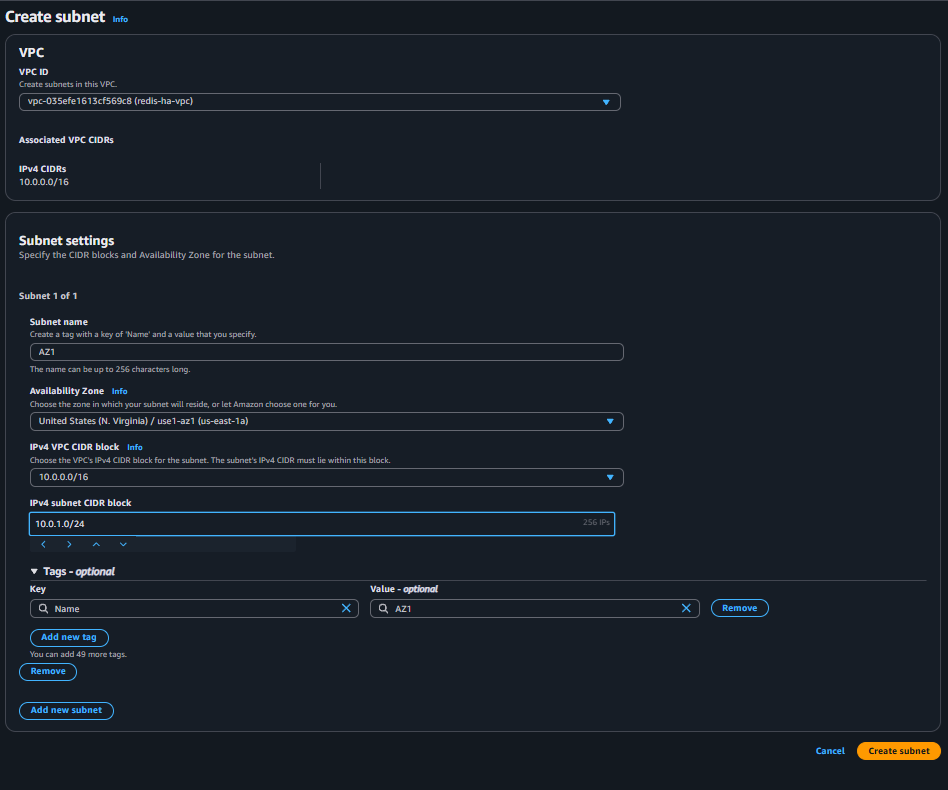 Create subnet Info
VPC
VPC ID
Create subnets in this VPC.
vpc-035efe1613cf569c8 (redis-ha-vpc)
Associated VPC CIDRs
IPv4 CIDRs
10.0.0.0/16
Subnet settings
Specify the CIDR blocks and Availability Zone for the subnet.
Subnet 1 of 1
Subnet name
Create a tag with a key of 'Name' and a value that you specify.
AZ1
The name can be up to 256 characters long.
Availability Zone Info
Choose the zone in which your subnet will reside, or let Amazon choose one for you.
United States (N. Virginia) / use1-az1 (us-east-1a)
IPv4 VPC CIDR block Info
Choose the VPC's IPv4 CIDR block for the subnet. The subnet's IPv4 CIDR must lie within this block.
10.0.0.0/16
IPv4 subnet CIDR block
10.0.1.0/24 256 IPs
Tags - optional
Key Value - optional
Name AZ1 Remove
Add new tag
You can add 49 more tags.
Remove
Add new subnet
Cancel Create subnet